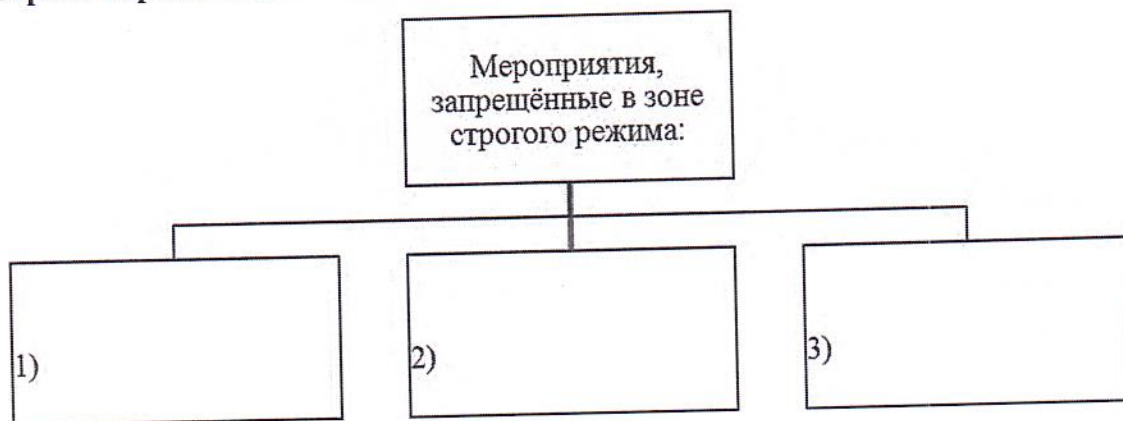 Мероприятия,
запрещённые в зоне
строгого режима:
1)
2)
3)